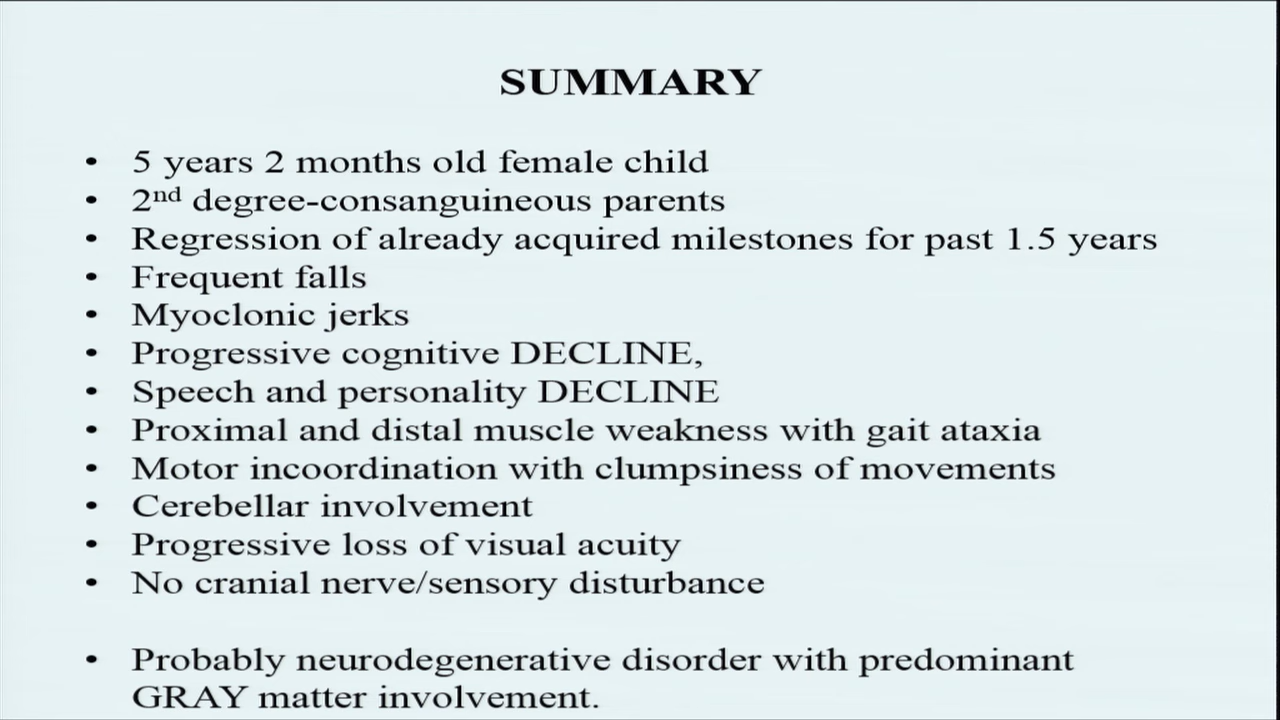 SUMMARY
• 5 years 2 months old female child
• 2nd degree-consanguineous parents
• Regression of already acquired milestones for past 1.5 years
• Frequent falls
• Myoclonic jerks
• Progressive cognitive DECLINE,
• Speech and personality DECLINE
• Proximal and distal muscle weakness with gait ataxia
• Motor incoordination with clumpsiness of movements
• Cerebellar involvement
• Progressive loss of visual acuity
• No cranial nerve/sensory disturbance
• Probably neurodegenerative disorder with predominant
GRAY matter involvement.